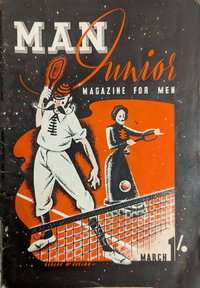 MAN
Junior
MAGAZINE FOR MEN
MARCH 1/-